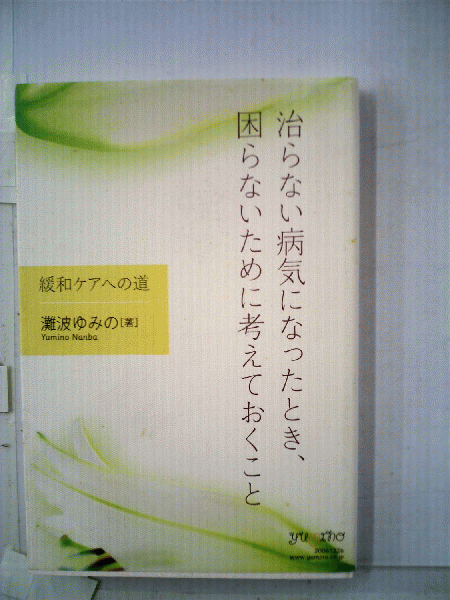 治らない病気になったとき、
困らないために考えておくこと
緩和ケアへの道
灘波ゆみの[著]
Yumino Nanba